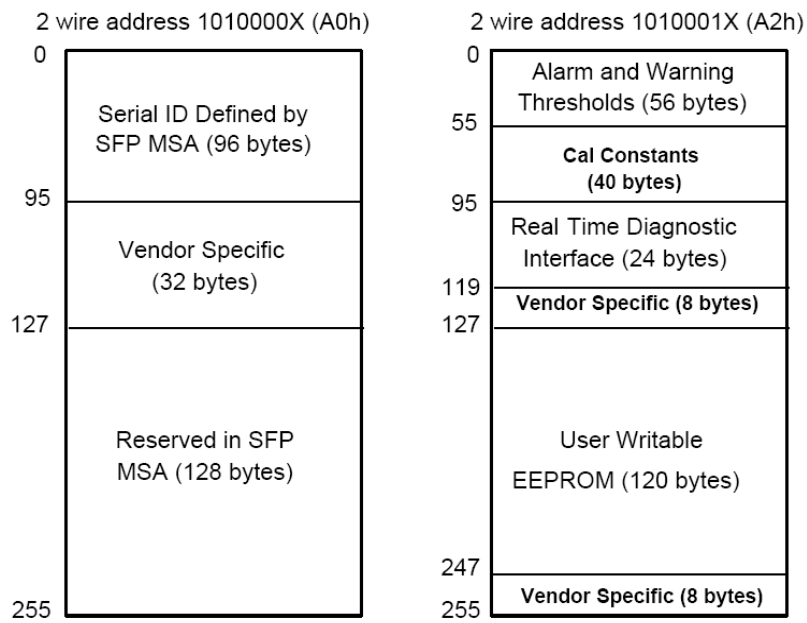 2 wire address 1010000X (A0h)
0
Serial ID Defined by
SFP MSA (96 bytes)
95
Vendor Specific
(32 bytes)
127
Reserved in SFP
MSA (128 bytes)
255
2 wire address 1010001X (A2h)
0
Alarm and Warning
Thresholds (56 bytes)
55
Cal Constants
(40 bytes)
95
Real Time Diagnostic
Interface (24 bytes)
119
Vendor Specific (8 bytes)
127
User Writable
EEPROM (120 bytes)
247
Vendor Specific (8 bytes)
255